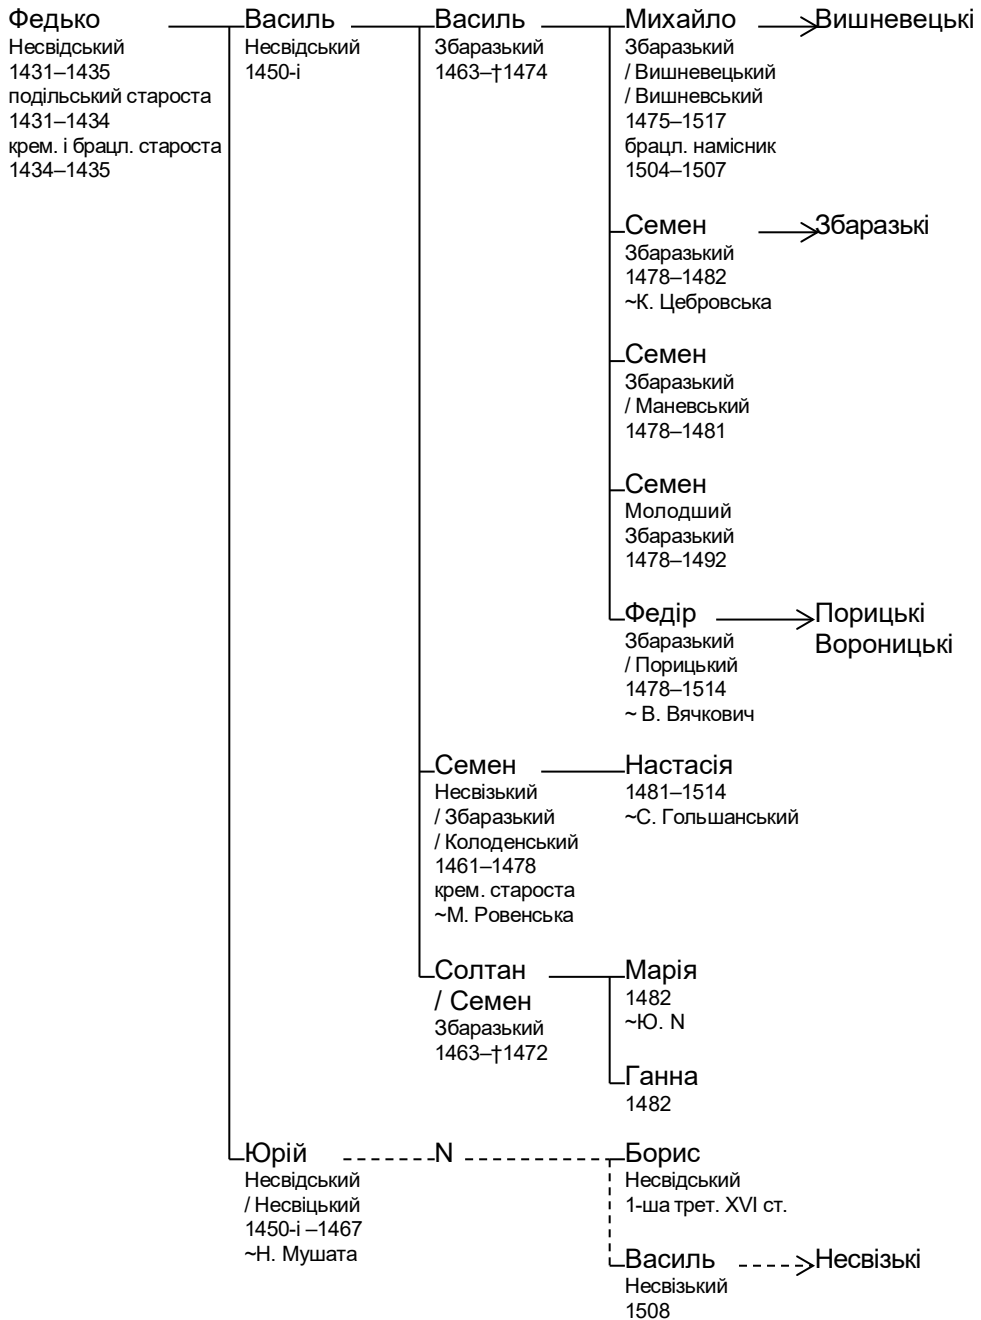 Федько
Несвідський
1431–1435
подільський староста
1431–1434
крем. і брацл. староста
1434–1435
Василь
Несвідський
1450-і
Василь
Збаразький
1463–†1474
Михайло
Збаразький
/ Вишневецький
/ Вишневський
1475–1517
брацл. намісник
1504–1507
Вишневецькі
Семен
Збаразький
1478–1482
~К. Цебровська
Збаразькі
Семен
Збаразький
/ Маневський
1478–1481
Семен
Молодший
Збаразький
1478–1492
Федір
Збаразький
/ Порицький
1478–1514
~ В. Вячкович
Порицькі
Вороницькі
Семен
Несвізький
/ Збаразький
/ Колоденський
1461–1478
крем. староста
~М. Ровенська
Настасія
1481–1514
~С. Гольшанський
Солтан
/ Семен
Збаразький
1463–†1472
Марія
1482
~Ю. N
Ганна
1482
Юрій
Несвідський
/ Несвіцький
1450-і –1467
~Н. Мушата
N
Борис
Несвідський
1-ша трет. XVI ст.
Василь
Несвізький
1508
Несвізькі